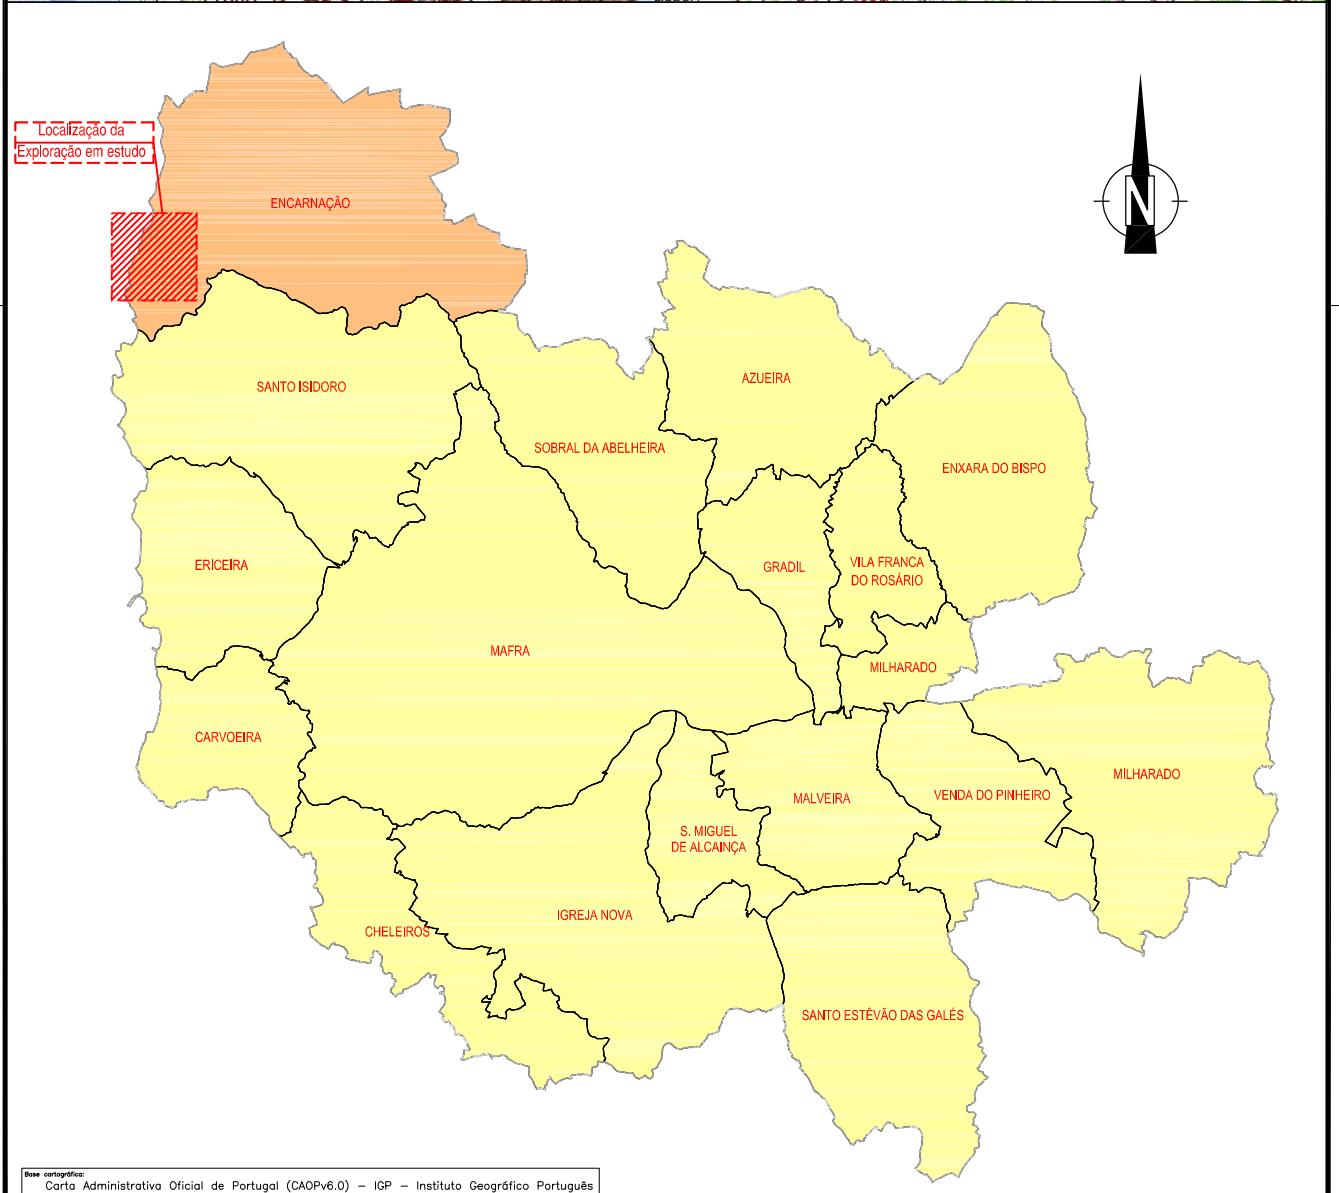 Localização da
Exploração em estudo
N
ENCARNAÇÃO
SANTO ISIDORO
AZUEIRA
SOBRAL DA ABELHEIRA
ENXARA DO BISPO
ERICEIRA
GRADIL
VILA FRANCA
DO ROSÁRIO
MAFRA
MILHARADO
CARVOEIRA
MILHARADO
MALVEIRA
VENDA DO PINHEIRO
S. MIGUEL
DE ALCAINÇA
IGREJA NOVA
CHELEIROS
SANTO ESTÊVÃO DAS GALÉS
Base cartográfica:
Carta Administrativa Oficial de Portugal (CAOPv6.0) – IGP – Instituto Geográfico Português